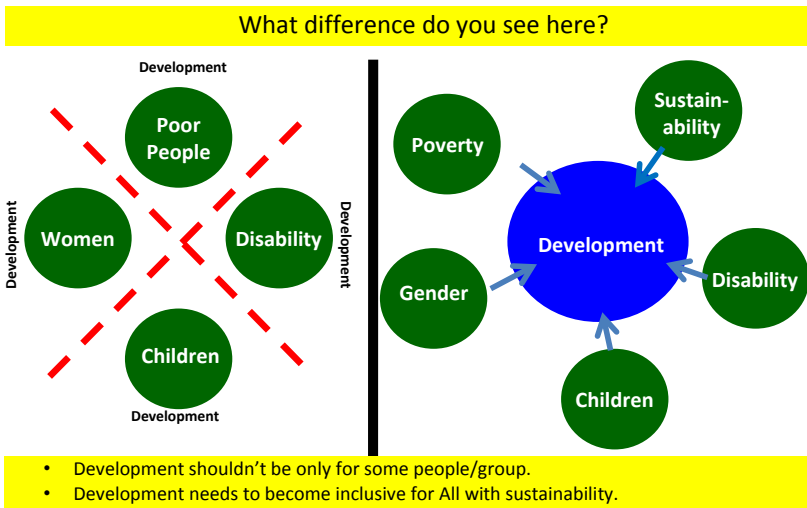 What difference do you see here?
Development
Poor
People
Development
Women
Disability
Development
Children
Development
Sustain-
ability
Poverty
Development
Gender
Disability
Children
• Development shouldn’t be only for some people/group.
• Development needs to become inclusive for All with sustainability.